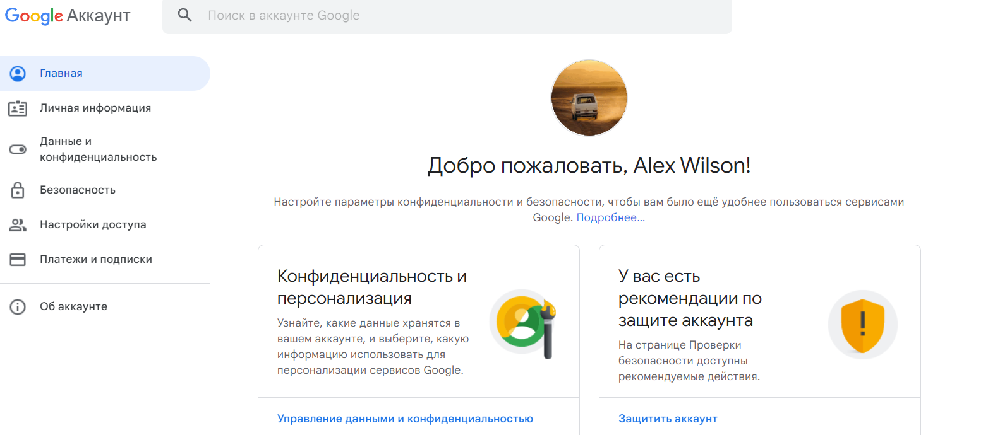 Google Аккаунт
Поиск в аккаунте Google
Главная
Личная информация
Данные и
конфиденциальность
Безопасность
Настройки доступа
Платежи и подписки
Об аккаунте
Добро пожаловать, Alex Wilson!
Настройте параметры конфиденциальности и безопасности, чтобы вам было ещё удобнее пользоваться сервисами
Google. Подробнее...
Конфиденциальность и
персонализация
Узнайте, какие данные хранятся в
вашем аккаунте, и выберите, какую
информацию использовать для
персонализации сервисов Google.
Управление данными и конфиденциальностью
У вас есть
рекомендации по
защите аккаунта
На странице Проверки
безопасности доступны
рекомендуемые действия.
Защитить аккаунт